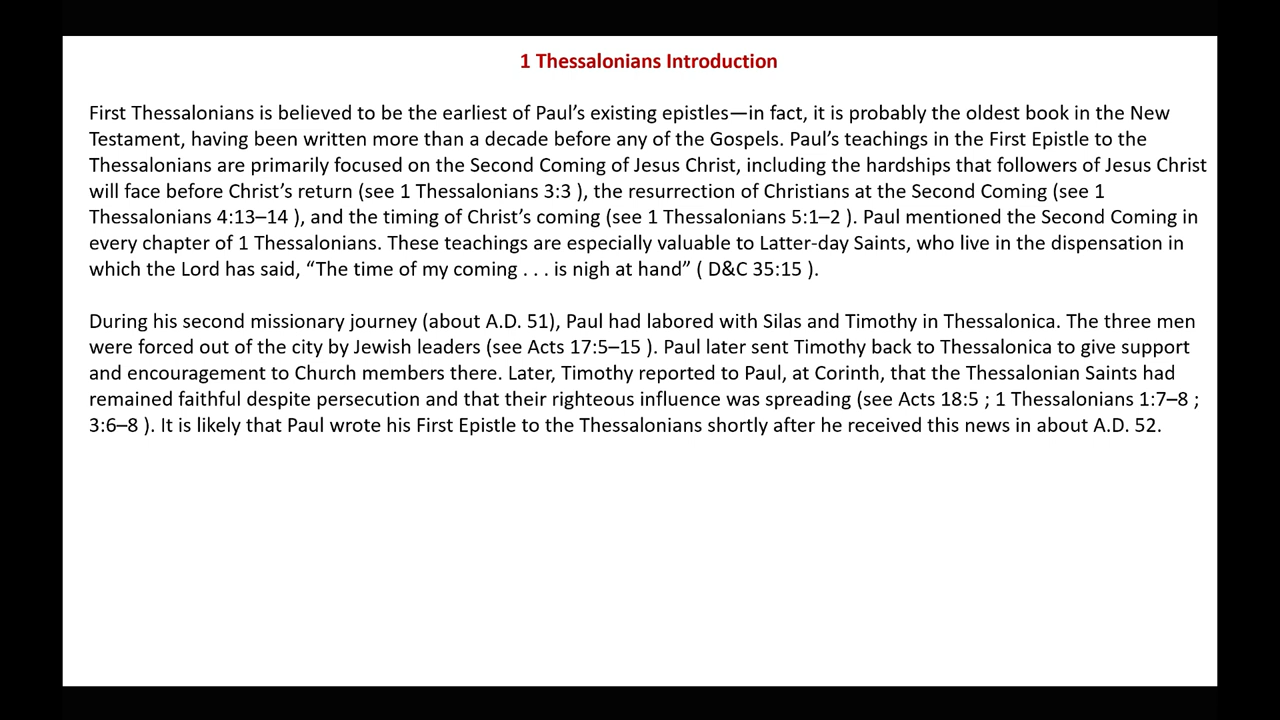 1 Thessalonians Introduction
First Thessalonians is believed to be the earliest of Paul’s existing epistles—in fact, it is probably the oldest book in the New
Testament, having been written more than a decade before any of the Gospels. Paul’s teachings in the First Epistle to the
Thessalonians are primarily focused on the Second Coming of Jesus Christ, including the hardships that followers of Jesus Christ
will face before Christ’s return (see 1 Thessalonians 3:3 ), the resurrection of Christians at the Second Coming (see 1
Thessalonians 4:13–14 ), and the timing of Christ’s coming (see 1 Thessalonians 5:1–2 ). Paul mentioned the Second Coming in
every chapter of 1 Thessalonians. These teachings are especially valuable to Latter-day Saints, who live in the dispensation in
which the Lord has said, “The time of my coming . . . is nigh at hand” ( D&C 35:15 ).
During his second missionary journey (about A.D. 51), Paul had labored with Silas and Timothy in Thessalonica. The three men
were forced out of the city by Jewish leaders (see Acts 17:5–15 ). Paul later sent Timothy back to Thessalonica to give support
and encouragement to Church members there. Later, Timothy reported to Paul, at Corinth, that the Thessalonian Saints had
remained faithful despite persecution and that their righteous influence was spreading (see Acts 18:5 ; 1 Thessalonians 1:7–8 ;
3:6–8 ). It is likely that Paul wrote his First Epistle to the Thessalonians shortly after he received this news in about A.D. 52.